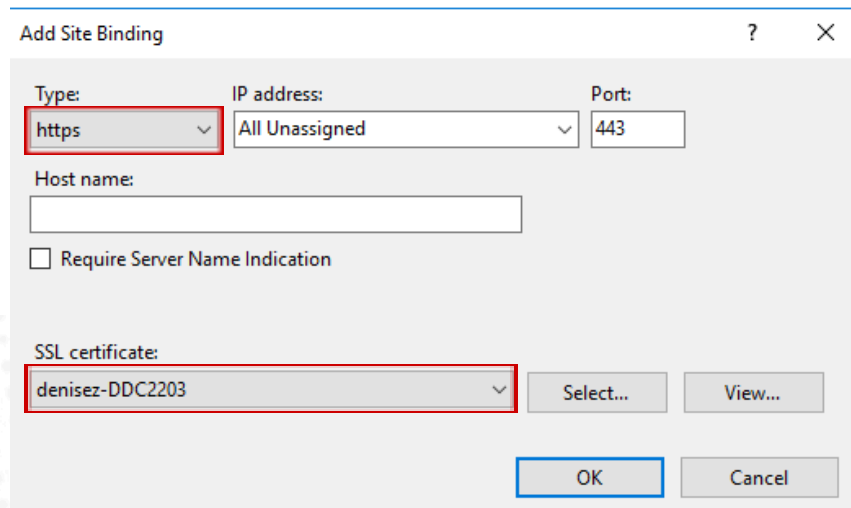 Add Site Binding ?
Type: IP address: Port:
https All Unassigned 443
Host name:
Require Server Name Indication
SSL certificate:
denisez-DDC2203 Select... View...
OK Cancel